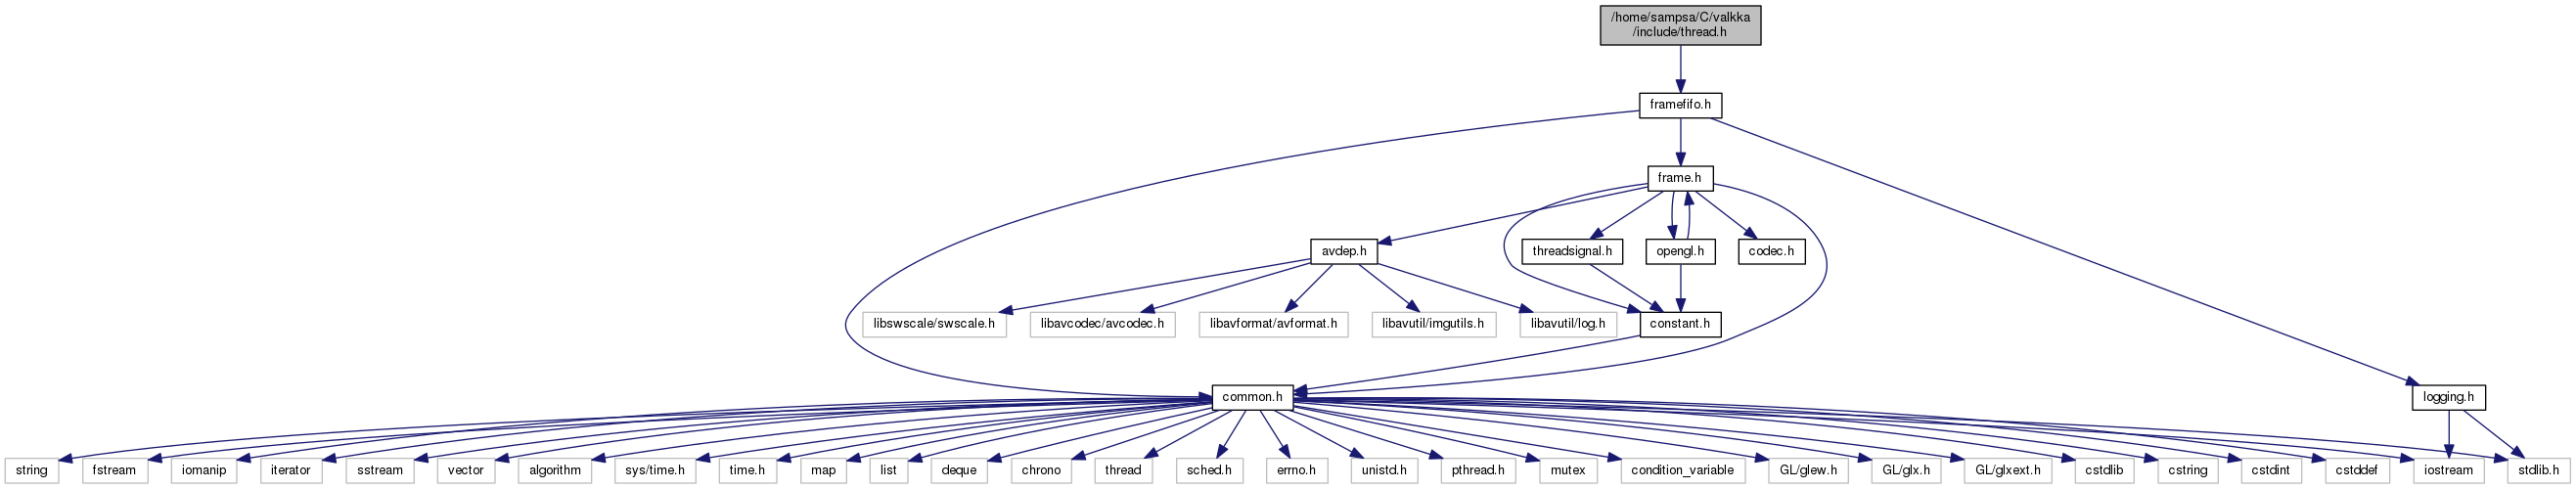 /home/sampsa/C/valkka
/include/thread.h
framefifo.h
frame.h
avdep.h
threadsignal.h
opengl.h
codec.h
libswscale/swscale.h
libavcodec/avcodec.h
libavformat/avformat.h
libavutil/imgutils.h
libavutil/log.h
constant.h
common.h
logging.h
string
fstream
iomanip
iterator
sstream
vector
algorithm
sys/time.h
time.h
map
list
deque
chrono
thread
sched.h
errno.h
unistd.h
pthread.h
mutex
condition_variable
GL/glew.h
GL/glx.h
GL/glxext.h
cstdlib
cstring
cstdint
cstddef
iostream
stdlib.h